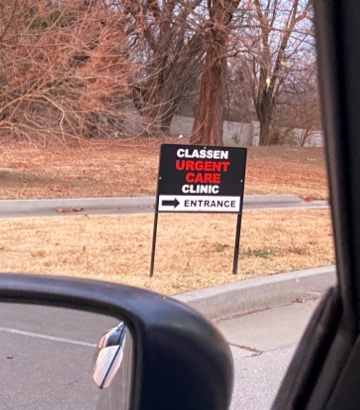 CLASSEN
URGENT
CARE
CLINIC
ENTRANCE